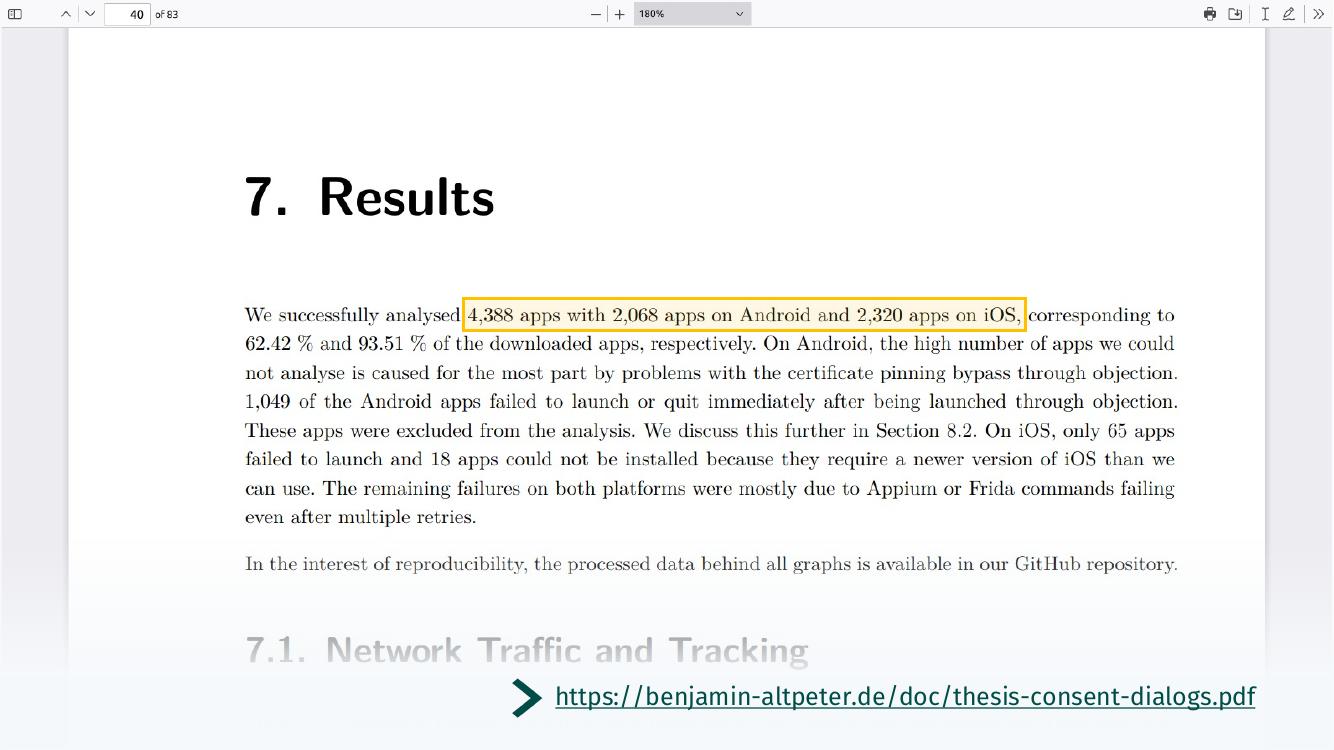 40 of 83
180%
7. Results
We successfully analysed 4,388 apps with 2,068 apps on Android and 2,320 apps on iOS, corresponding to
62.42 % and 93.51 % of the downloaded apps, respectively. On Android, the high number of apps we could
not analyse is caused for the most part by problems with the certificate pinning bypass through objection.
1,049 of the Android apps failed to launch or quit immediately after being launched through objection.
These apps were excluded from the analysis. We discuss this further in Section 8.2. On iOS, only 65 apps
failed to launch and 18 apps could not be installed because they require a newer version of iOS than we
can use. The remaining failures on both platforms were mostly due to Appium or Frida commands failing
even after multiple retries.
In the interest of reproducibility, the processed data behind all graphs is available in our GitHub repository.
7.1. Network Traffic and Tracking
https://benjamin-altpeter.de/doc/thesis-consent-dialogs.pdf